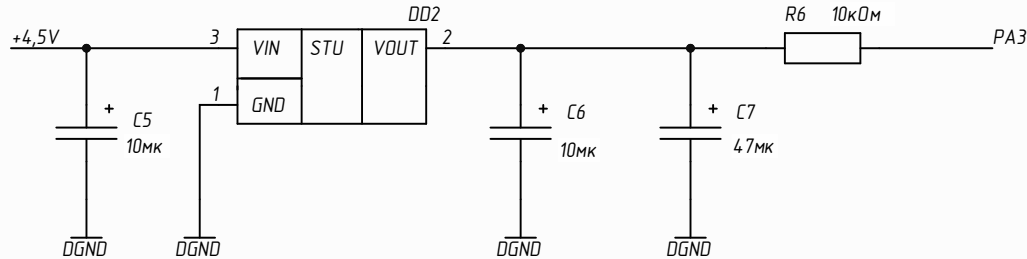 DD2
R6 10кОм
+4,5V
3
VIN
STU
VOUT
2
PA3
1
GND
+
C5
10мк
+
C6
10мк
+
C7
47мк
DGND
DGND
DGND
DGND